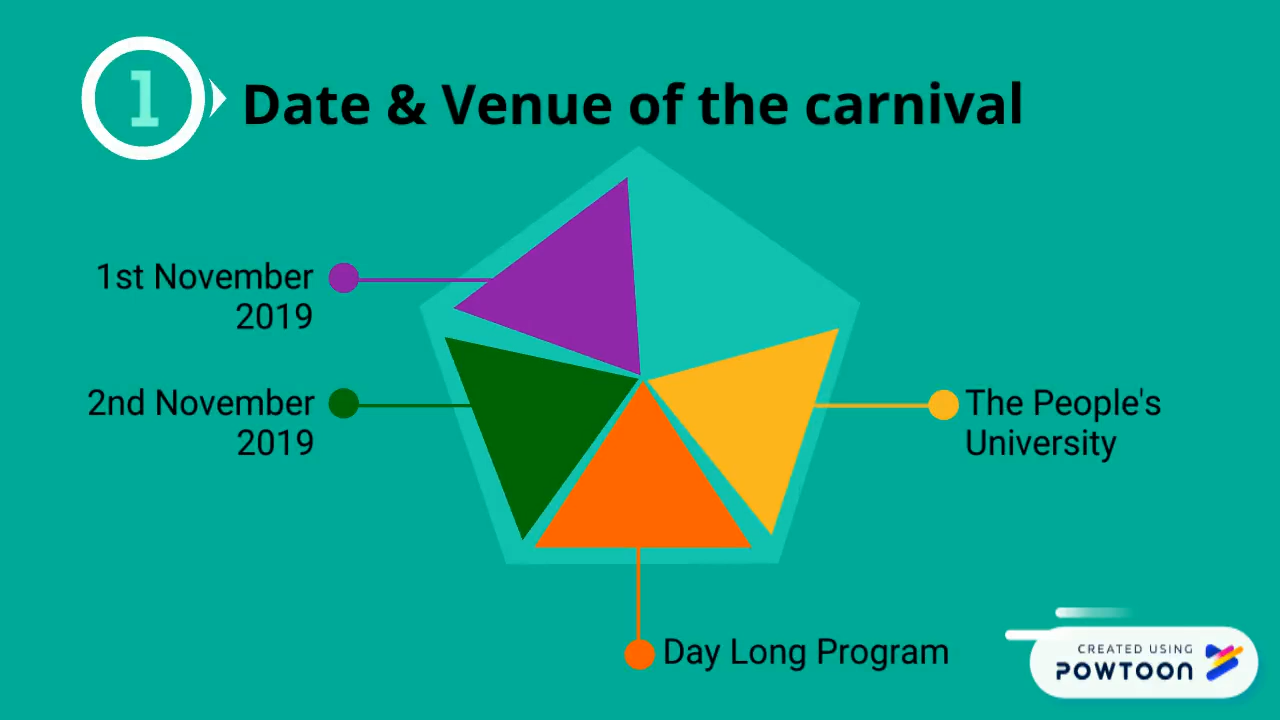 1
Date & Venue of the carnival
1st November
2019
2nd November
2019
The People's
University
Day Long Program
CREATED USING
POWTOON